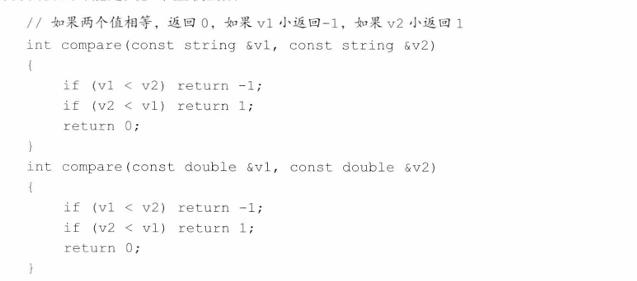 // 如果两个值相等，返回 0，如果 v1 小返回-1，如果 v2 小返回 1
int compare(const string &v1, const string &v2)
{
    if (v1 < v2) return -1;
    if (v2 < v1) return 1;
    return 0;
}
int compare(const double &v1, const double &v2)
{
    if (v1 < v2) return -1;
    if (v2 < v1) return 1;
    return 0;
}